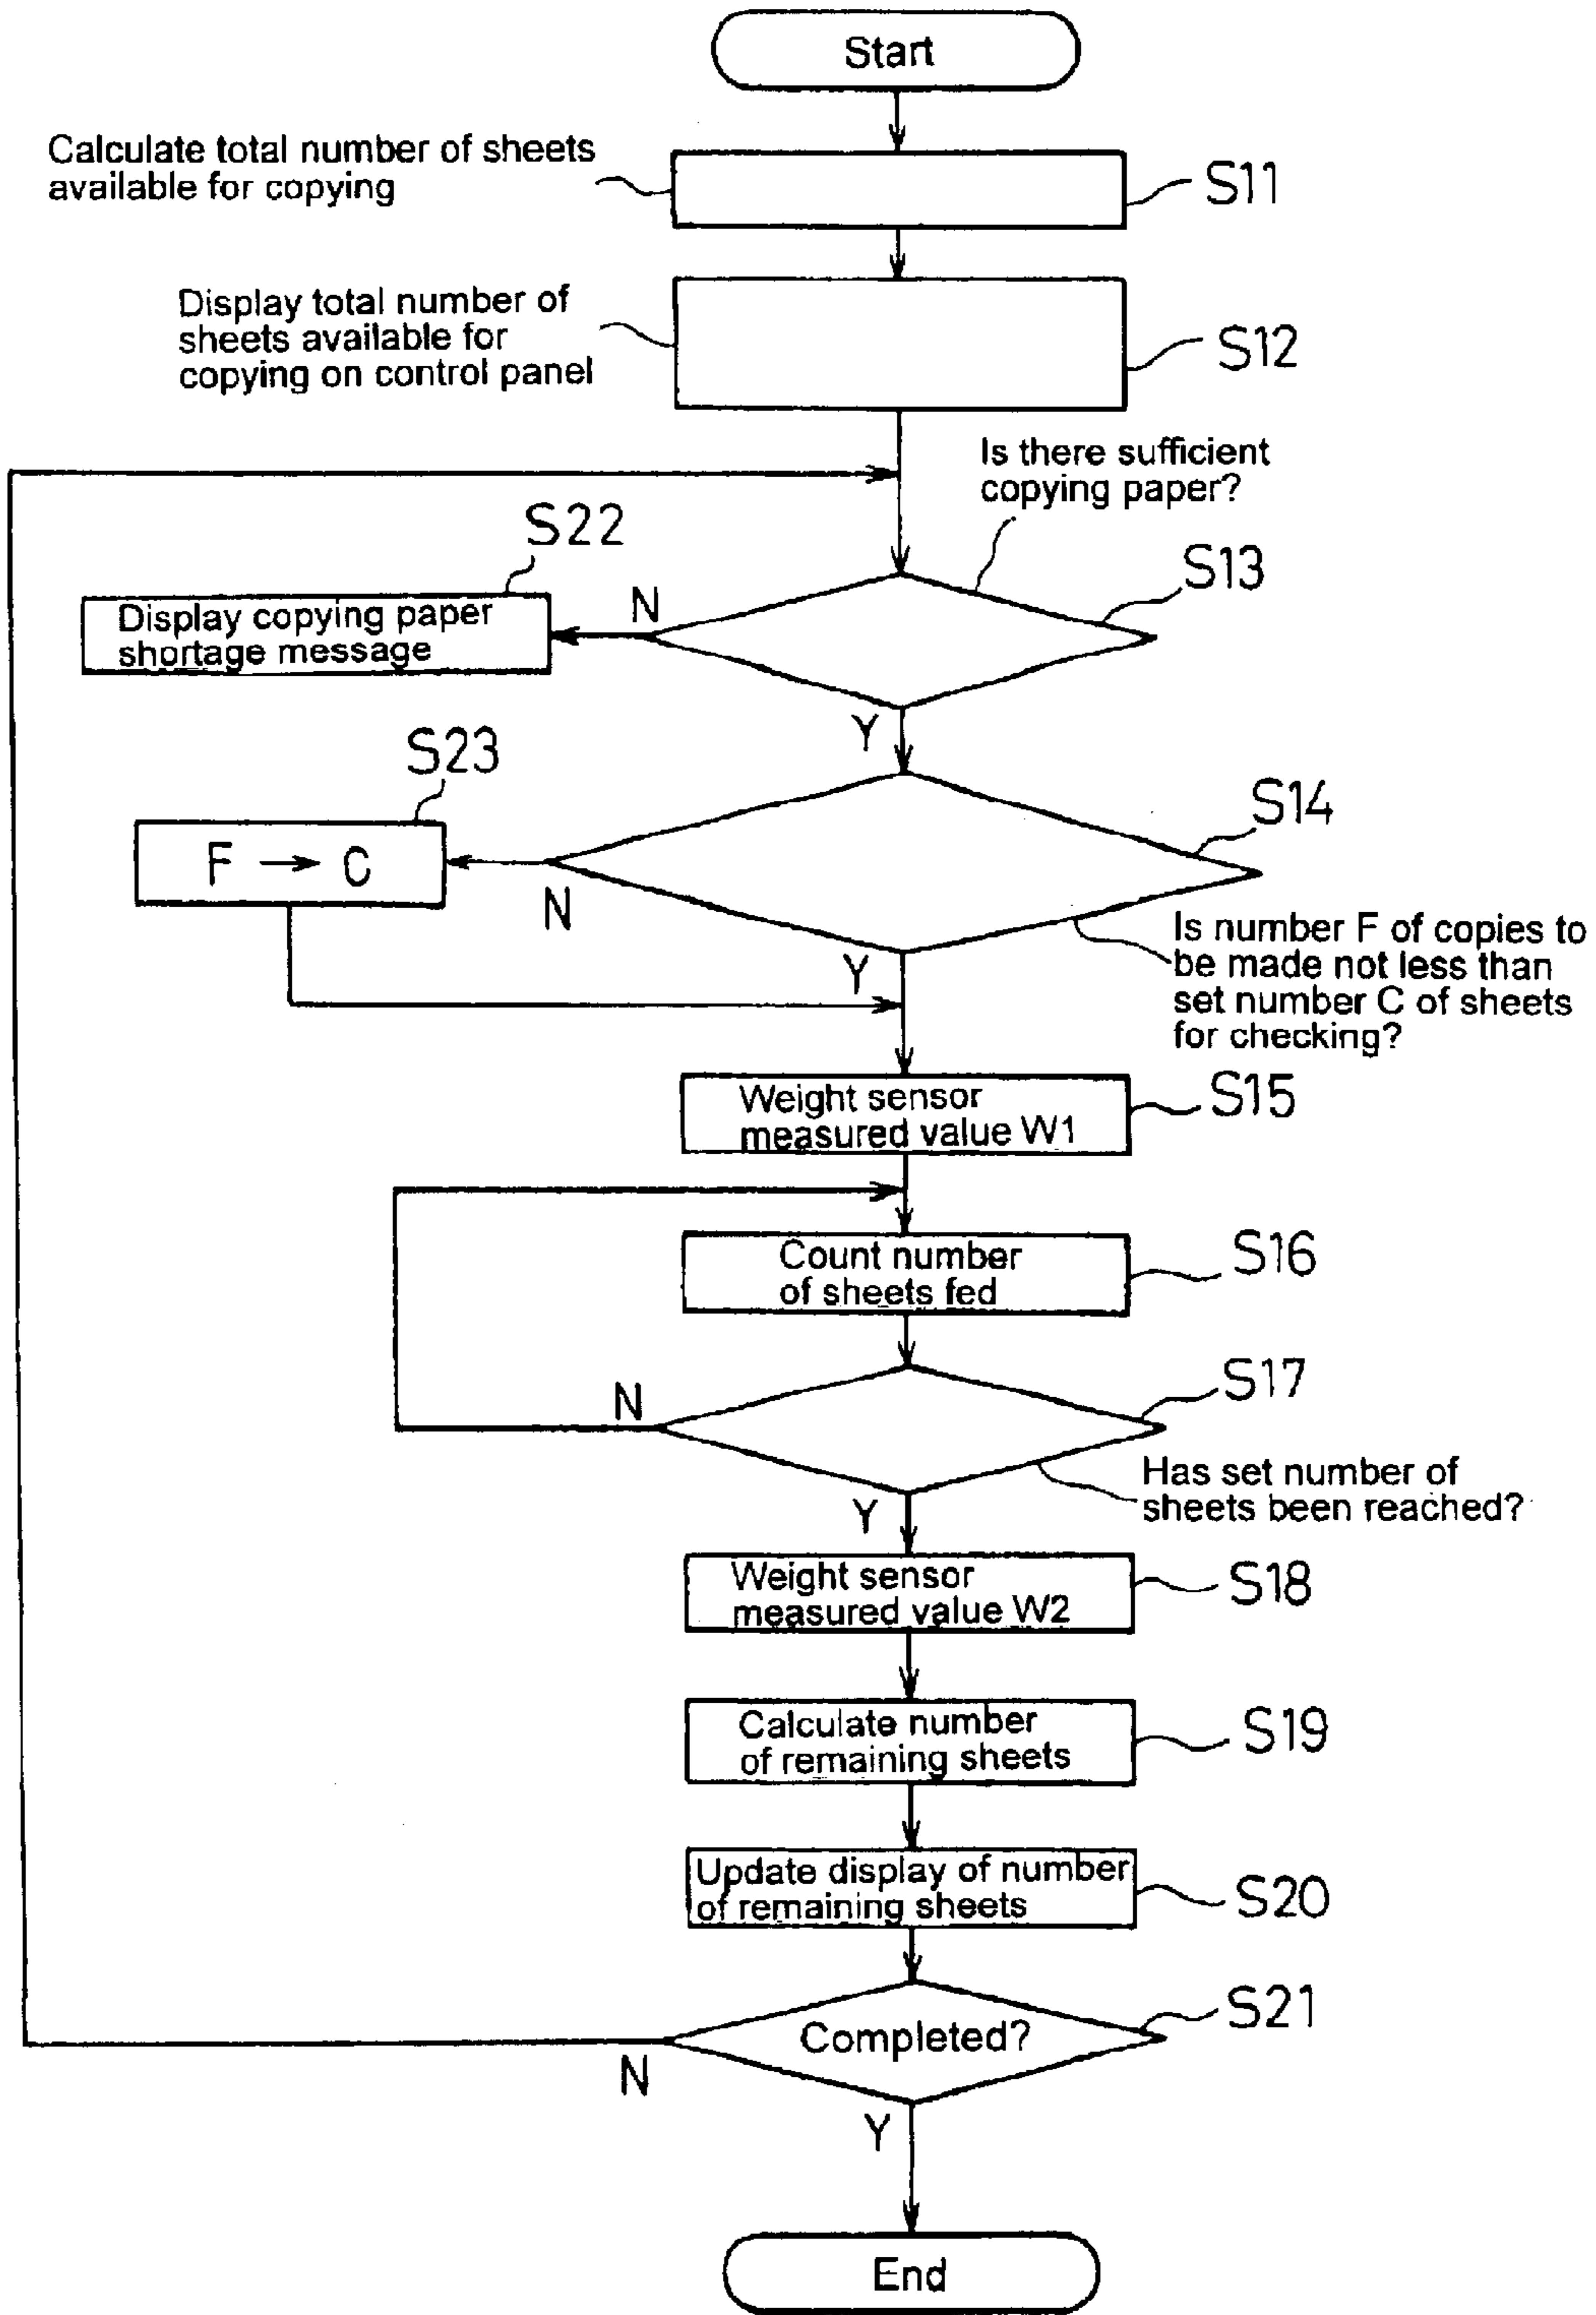 Start
Calculate total number of sheets
available for copying
S11
Display total number of
sheets available for
copying on control panel
S12
Is there sufficient
copying paper?
S22
S13
N
Display copying paper
shortage message
Y
S23
S14
F → C
N
Is number F of copies to
be made not less than
set number C of sheets
for checking?
Y
Weight sensor
measured value W1
S15
Count number
of sheets fed
S16
S17
N
Has set number of
sheets been reached?
Y
Weight sensor
measured value W2
S18
Calculate number
of remaining sheets
S19
Update display of number
of remaining sheets
S20
S21
Completed?
N
Y
End